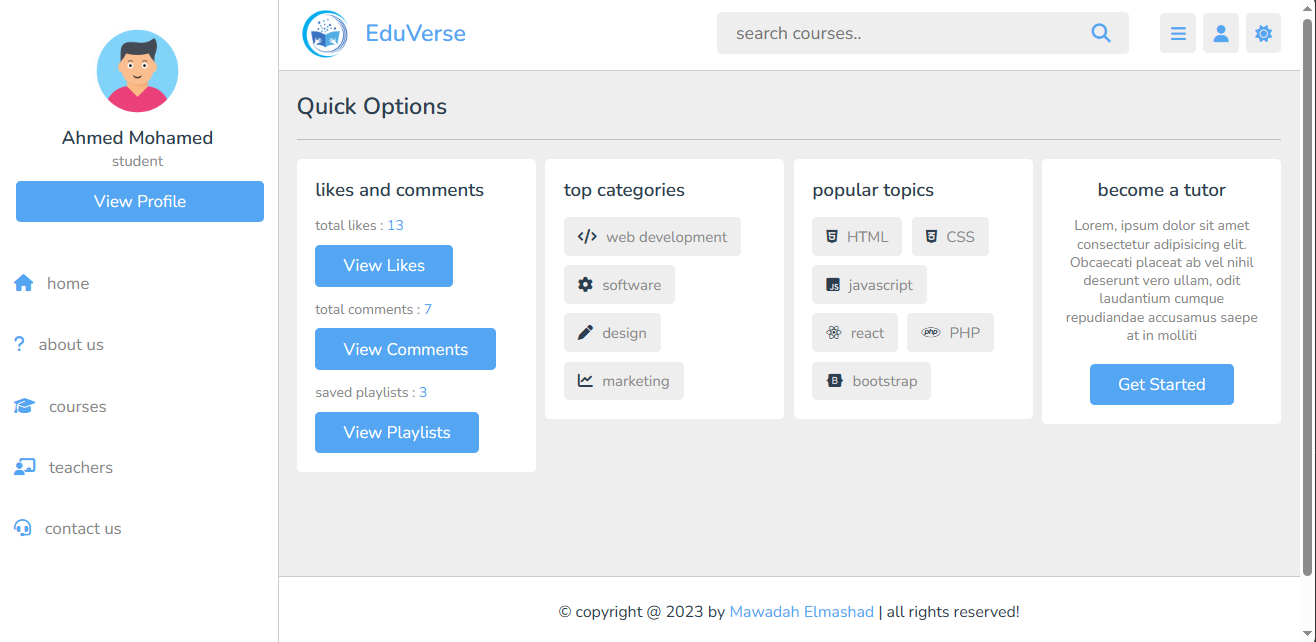 Ahmed Mohamed
student
View Profile
home
? about us
courses
teachers
contact us
EduVerse
search courses..
Quick Options
likes and comments
total likes : 13
View Likes
total comments : 7
View Comments
saved playlists : 3
View Playlists
top categories
</> web development
software
design
marketing
popular topics
HTML
CSS
JS javascript
react
php PHP
B bootstrap
become a tutor
Lorem, ipsum dolor sit amet
consectetur adipisicing elit.
Obcaecati placeat ab vel nihil
deserunt vero ullam, odit
laudantium cumque
repudiandae accusamus saepe
at in molliti
Get Started
© copyright @ 2023 by Mawadah Elmashad | all rights reserved!